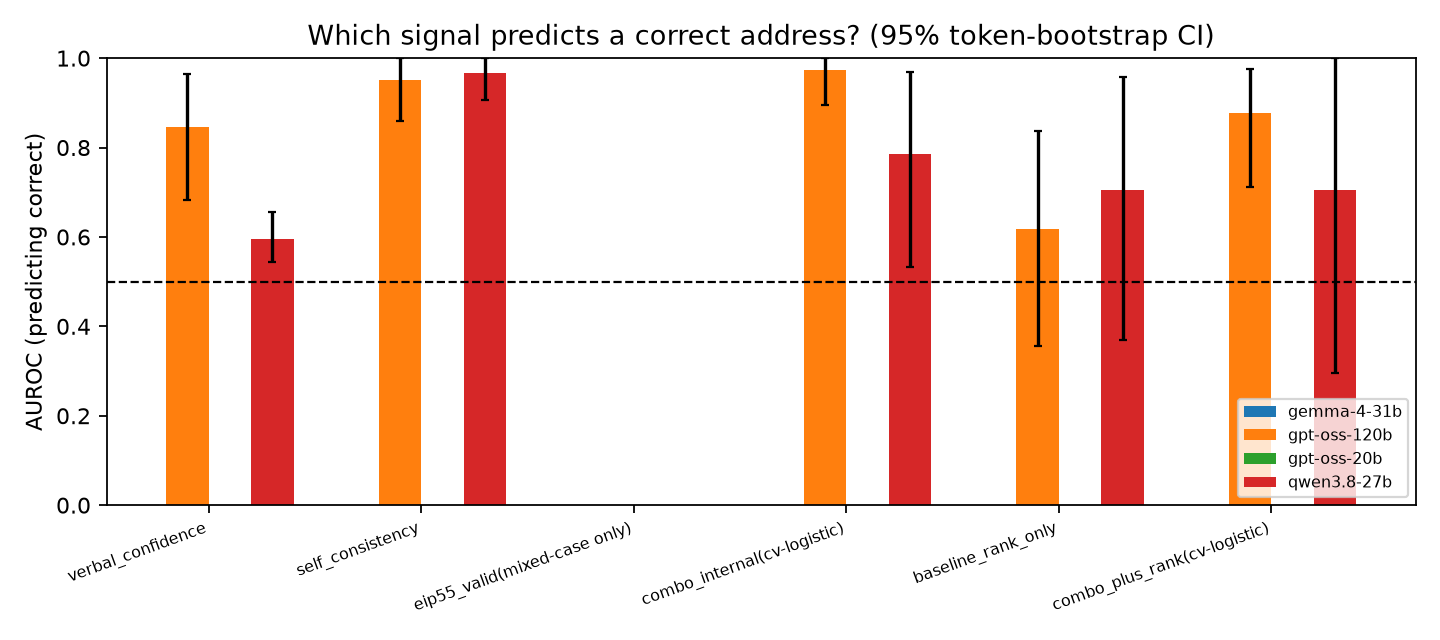 Which signal predicts a correct address? (95% token-bootstrap CI)
AUROC (predicting correct)
1.0
0.8
0.6
0.4
0.2
0.0
gemma-4-31b
gpt-oss-120b
gpt-oss-20b
qwen3.8-27b
verbal_confidence
self_consistency
eip55_valid(mixed-case only)
combo_internal(cv-logistic)
baseline_rank_only
combo_plus_rank(cv-logistic)